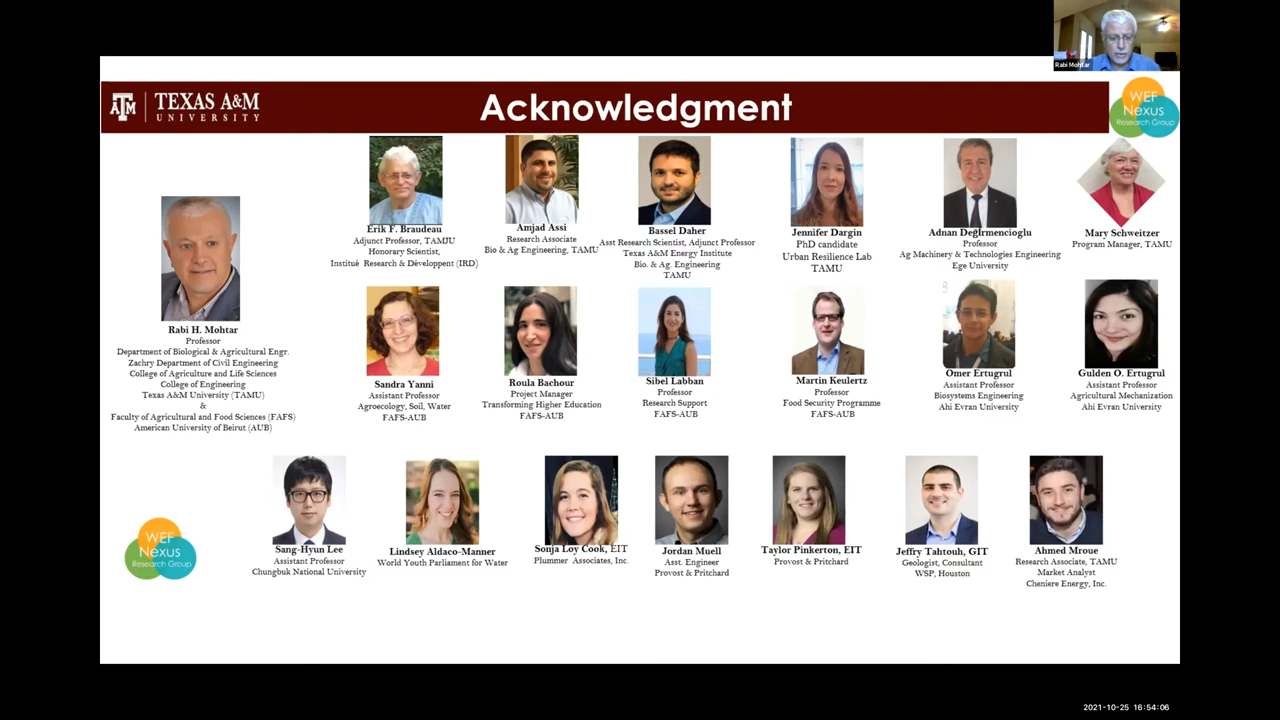 Rabi Mohtar
TEXAS A&M
UNIVERSITY
Acknowledgment
WEF
Nexus
Research Group
Rabi H. Mohtar
Professor
Department of Biological & Agricultural Engr.
Zachry Department of Civil Engineering
College of Agriculture and Life Sciences
College of Engineering
Texas A&M University (TAMU)
&
Faculty of Agricultural and Food Sciences (FAFS)
American University of Beirut (AUB)
Erik F. Braudeau
Adjunct Professor, TAMJU
Honorary Scientist,
Institué Research & Développent (IRD)
Amjad Assi
Research Associate
Bio & Ag Engineering, TAMU
Bassel Daher
Asst Research Scientist, Adjunct Professor
Texas A&M Energy Institute
Bio. & Ag. Engineering
TAMU
Jennifer Dargin
PhD candidate
Urban Resilience Lab
TAMU
Adnan Değirmencioglu
Professor
Ag Machinery & Technologies Engineering
Ege University
Mary Schweitzer
Program Manager, TAMU
Sandra Yanni
Assistant Professor
Agroecology, Soil, Water
FAFS-AUB
Roula Bachour
Project Manager
Transforming Higher Education
FAFS-AUB
Sibel Labban
Professor
Research Support
FAFS-AUB
Martin Keulertz
Professor
Food Security Programme
FAFS-AUB
Omer Ertugrul
Assistant Professor
Biosystems Engineering
Ahi Evran University
Gulden O. Ertugrul
Assistant Professor
Agricultural Mechanization
Ahi Evran University
WEF
Nexus
Research Group
Sang-Hyun Lee
Assistant Professor
Chungbuk National University
Lindsey Aldaco-Manner
World Youth Parliament for Water
Sonja Loy Cook, EIT
Plummer Associates, Inc.
Jordan Muell
Asst. Engineer
Provost & Pritchard
Taylor Pinkerton, EIT
Provost & Pritchard
Jeffry Tahtouh, GIT
Geologist, Consultant
WSP, Houston
Ahmed Mroue
Research Associate, TAMU
Market Analyst
Cheniere Energy, Inc.
2021-10-25 16:54:06